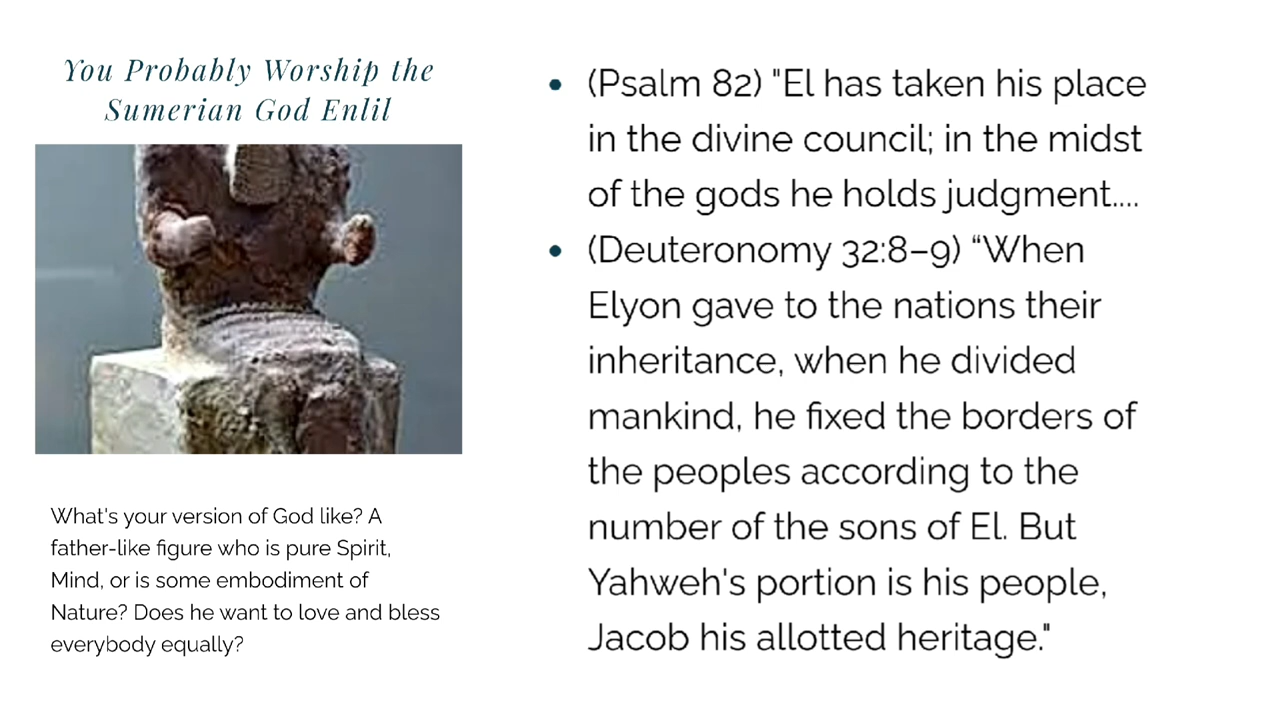 You Probably Worship the
Sumerian God Enlil
What's your version of God like? A
father-like figure who is pure Spirit,
Mind, or is some embodiment of
Nature? Does he want to love and bless
everybody equally?
• (Psalm 82) "El has taken his place
in the divine council; in the midst
of the gods he holds judgment....
• (Deuteronomy 32:8–9) “When
Elyon gave to the nations their
inheritance, when he divided
mankind, he fixed the borders of
the peoples according to the
number of the sons of El. But
Yahweh's portion is his people,
Jacob his allotted heritage."